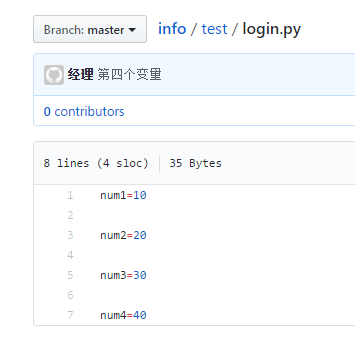 Branch: master
info / test / login.py
经理 第四个变量
0 contributors
8 lines (4 sloc) 35 Bytes
1 num1=10
2
3 num2=20
4
5 num3=30
6
7 num4=40